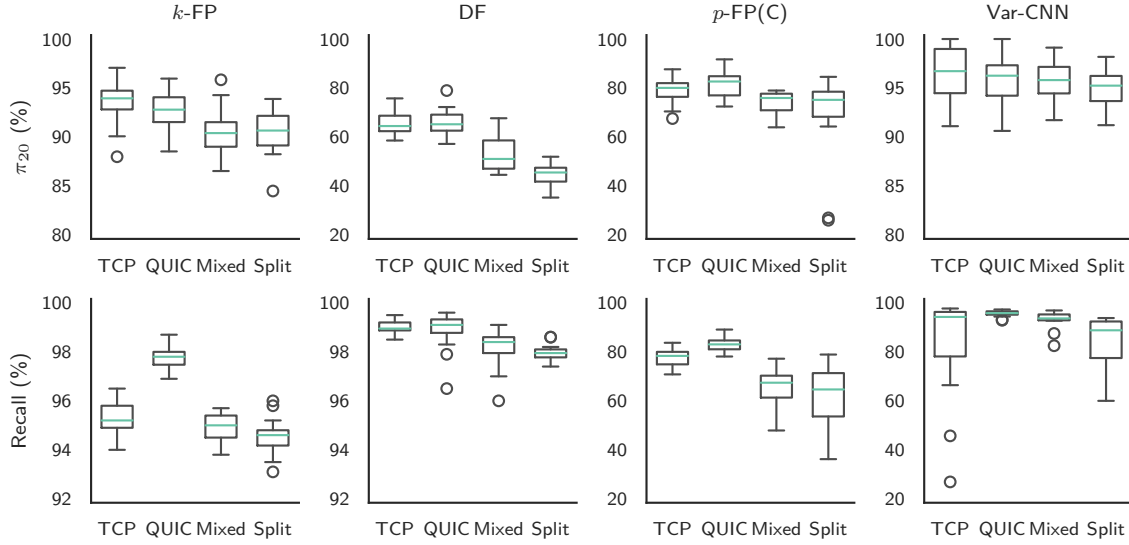 k-FP DF p-FP(C) Var-CNN
π20 (%)
100 100 100 100
95 80 80 95
90 60 60 90
85 40 40 85
80 20 20 80
TCP QUIC Mixed Split TCP QUIC Mixed Split TCP QUIC Mixed Split TCP QUIC Mixed Split
Recall (%)
100 100 100 100
98 98 80 80
96 96 60 60
94 94 40 40
92 92 20 20
TCP QUIC Mixed Split TCP QUIC Mixed Split TCP QUIC Mixed Split TCP QUIC Mixed Split